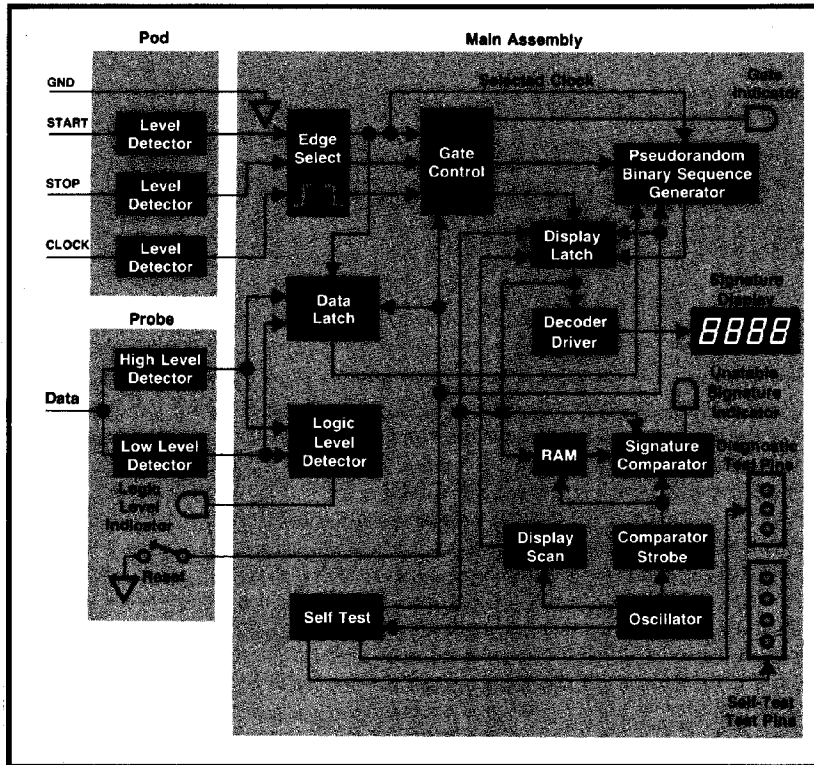 Pod
Main Assembly
GND
START
STOP
CLOCK
Level
Detector
Level
Detector
Level
Detector
Edge
Select
Selected Clock
Gate
Control
Gate
Indicator
Pseudorandom
Binary Sequence
Generator
Display
Latch
Data
Latch
Decoder
Driver
Signature
Display
8888
Probe
Data
High Level
Detector
Low Level
Detector
Logic
Level
Indicator
Reset
Logic
Level
Detector
RAM
Signature
Comparator
Unstable
Signature
Indicator
Diagnostic
Test Pins
Display
Scan
Comparator
Strobe
Self Test
Oscillator
Self-Test
Test Pins